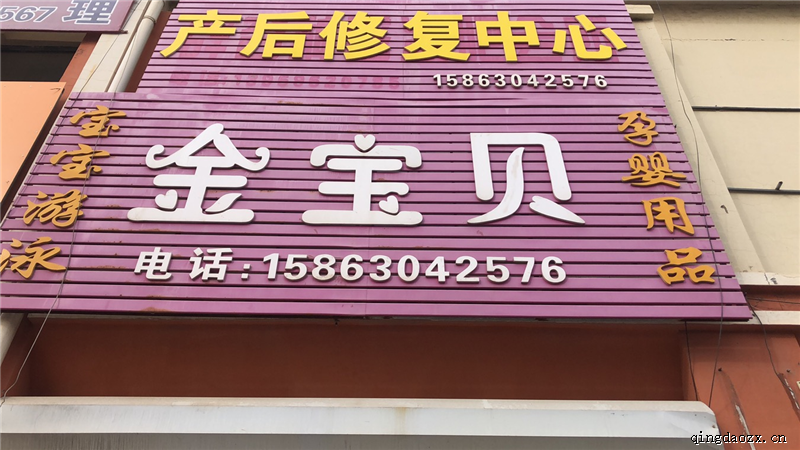 567 理
产后修复中心
15863042576
宝宝游泳
金宝贝
孕婴用品
电话:15863042576
qingdaozx.cn